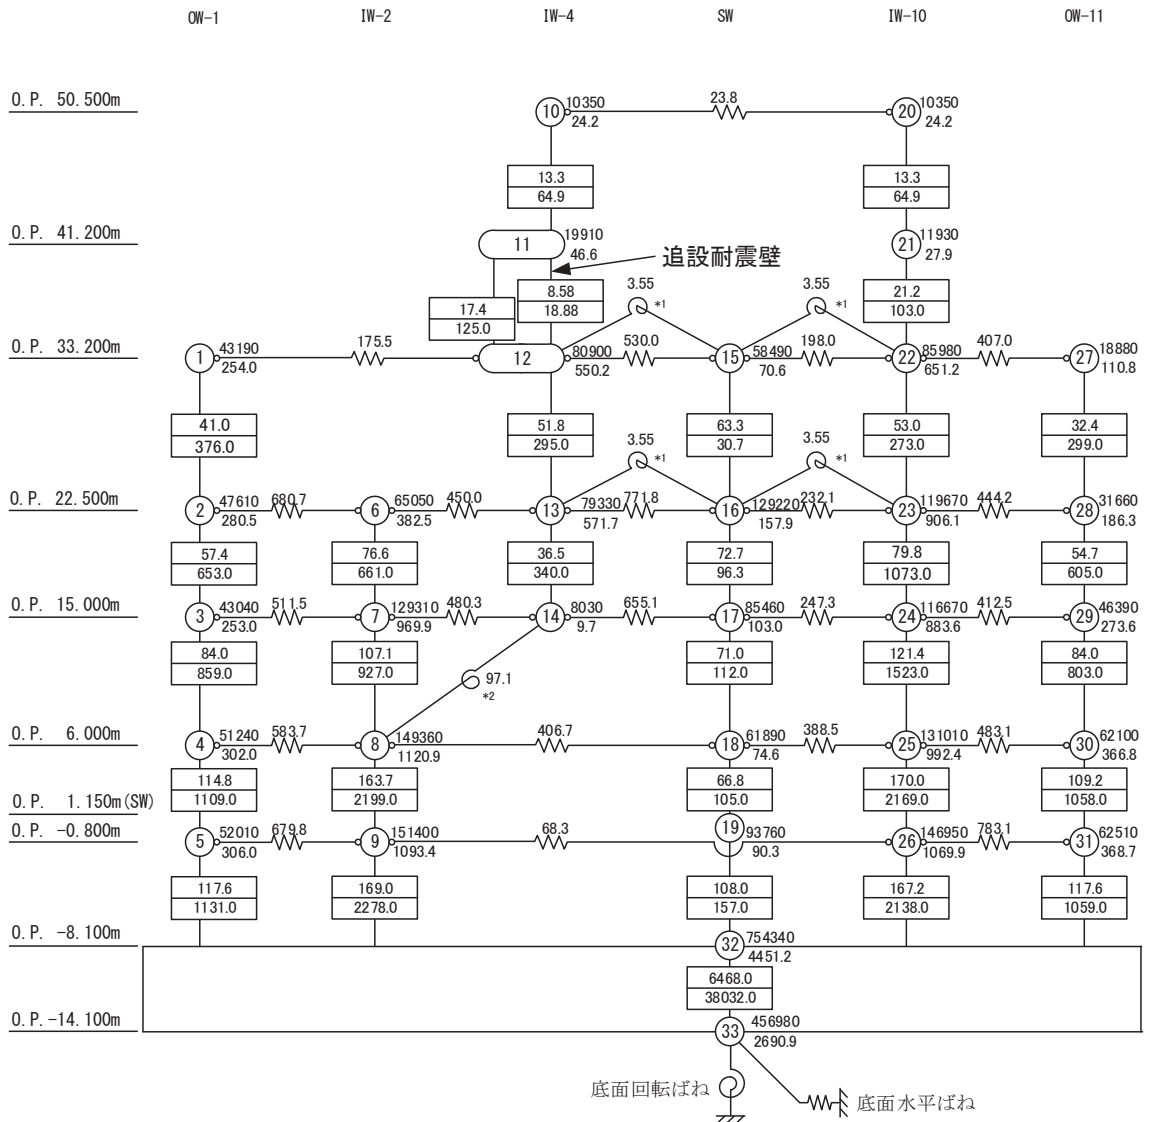 OW-1 IW-2 IW-4 SW IW-10 OW-11
O.P. 50.500m 10 10350 23.8 20 10350
24.2 24.2
13.3 13.3
64.9 64.9
O.P. 41.200m 11 19910 21 11930
46.6 27.9
追設耐震壁
17.4 8.58 3.55 3.55 21.2
125.0 18.88 *1 *1 103.0
O.P. 33.200m 1 43190 175.5 12 80900 530.0 15 58490 198.0 22 85980 407.0 27 18880
254.0 550.2 70.6 651.2 110.8
41.0 51.8 63.3 53.0 32.4
376.0 295.0 30.7 273.0 299.0
3.55 3.55
*1 *1
O.P. 22.500m 2 47610 680.7 6 65050 450.0 13 79330 771.8 16 129220 232.1 23 119670 444.2 28 31660
280.5 382.5 571.7 157.9 906.1 186.3
57.4 76.6 36.5 72.7 79.8 54.7
653.0 661.0 340.0 96.3 1073.0 605.0
O.P. 15.000m 3 43040 511.5 7 129310 480.3 14 8030 655.1 17 85460 247.3 24 116670 412.5 29 46390
253.0 969.9 9.7 103.0 883.6 273.6
84.0 107.1 71.0 121.4 84.0
859.0 927.0 112.0 1523.0 803.0
97.1
*2
O.P. 6.000m 4 51240 583.7 8 149360 406.7 18 61890 388.5 25 131010 483.1 30 62100
302.0 1120.9 74.6 992.4 366.8
114.8 163.7 66.8 170.0 109.2
1109.0 2199.0 105.0 2169.0 1058.0
O.P. 1.150m(SW)
O.P. -0.800m 5 52010 679.8 9 151400 68.3 19 93760 26 146950 783.1 31 62510
306.0 1093.4 90.3 1069.9 368.7
117.6 169.0 108.0 167.2 117.6
1131.0 2278.0 157.0 2138.0 1059.0
O.P. -8.100m 32 754340
4451.2
6468.0
38032.0
O.P.-14.100m 33 456980
2690.9
底面回転ばね 底面水平ばね